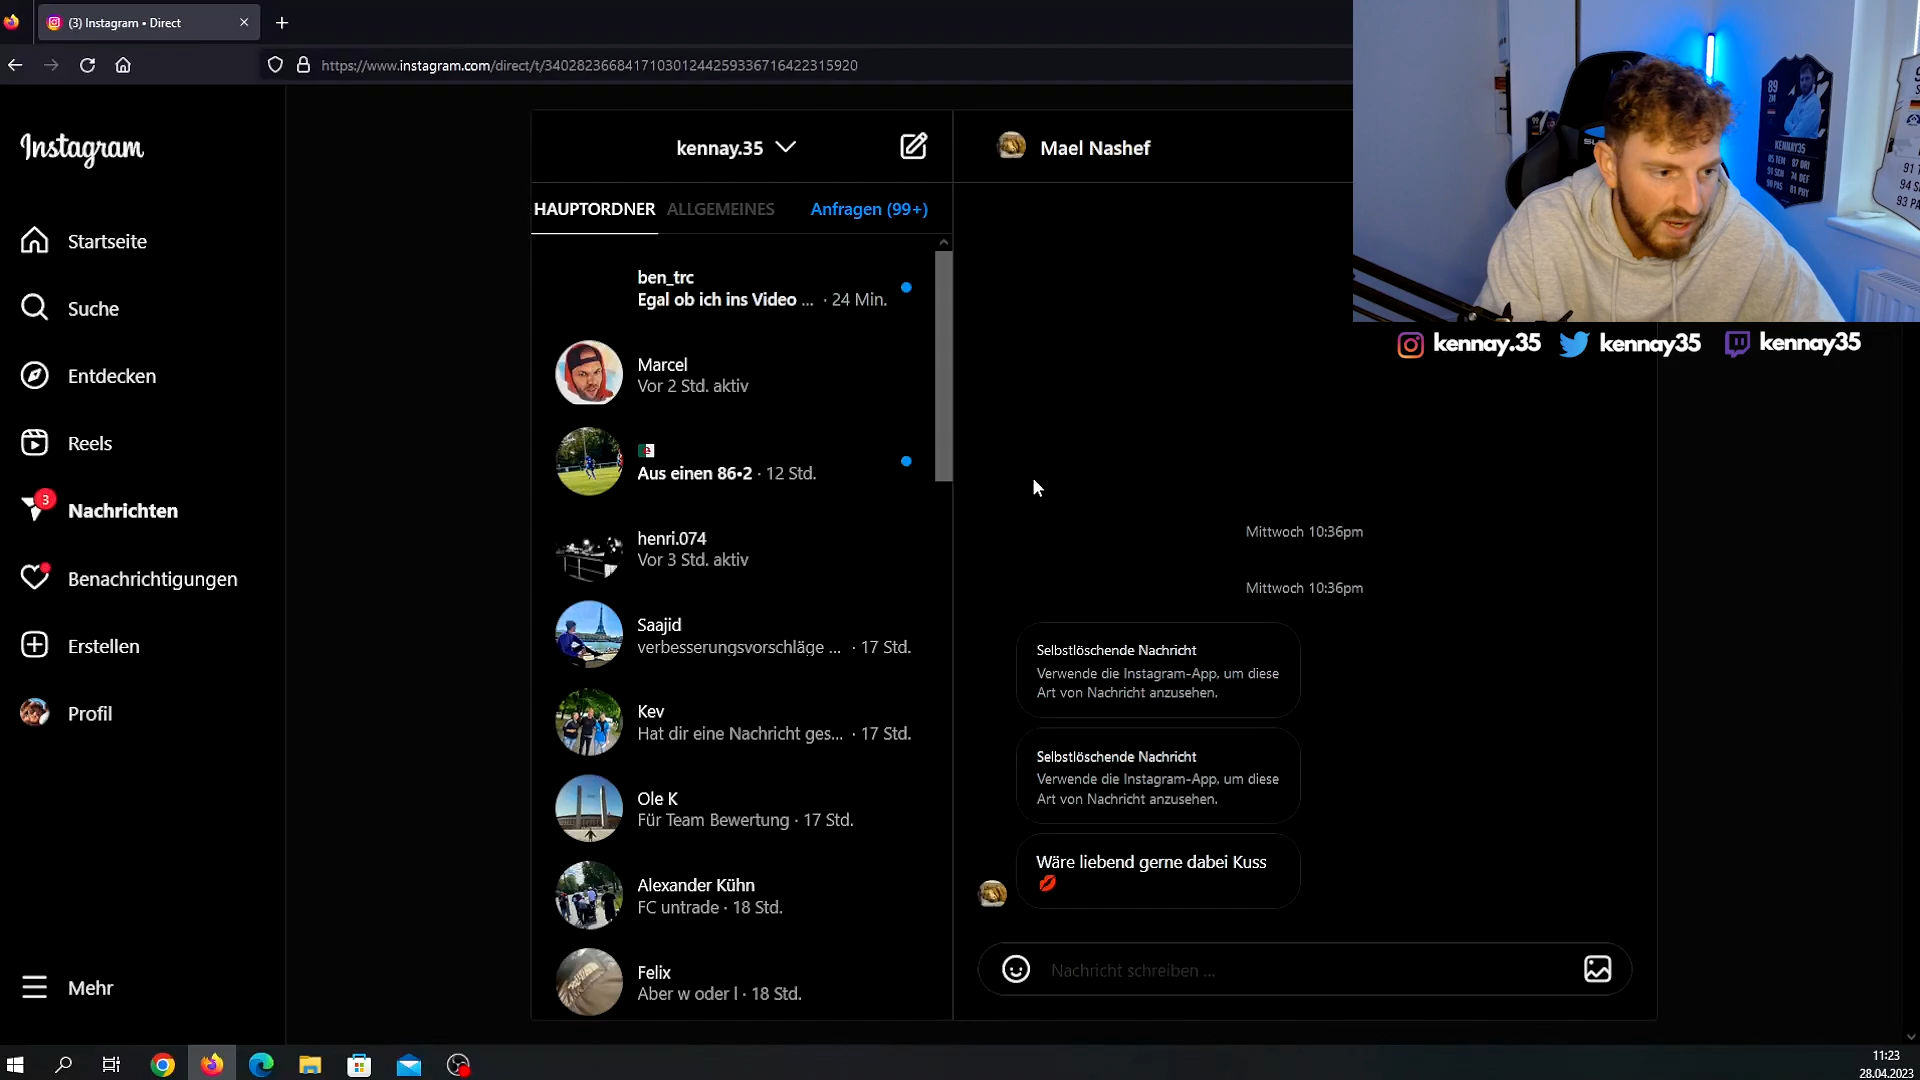 (3) Instagram • Direct
https://www.instagram.com/direct/t/340282366841710301244259336716422315920
Instagram
Startseite
Suche
Entdecken
Reels
3
Nachrichten
Benachrichtigungen
Erstellen
Profil
Mehr
kennay.35
HAUPTORDNER
ALLGEMEINES
Anfragen (99+)
ben_trc
Egal ob ich ins Video ... · 24 Min.
Marcel
Vor 2 Std. aktiv
Aus einen 86•2 · 12 Std.
henri.074
Vor 3 Std. aktiv
Saajid
verbesserungsvorschläge ... · 17 Std.
Kev
Hat dir eine Nachricht ges... · 17 Std.
Ole K
Für Team Bewertung · 17 Std.
Alexander Kühn
FC untrade · 18 Std.
Felix
Aber w oder l · 18 Std.
Mael Nashef
Mittwoch 10:36pm
Mittwoch 10:36pm
Selbstlöschende Nachricht
Verwende die Instagram-App, um diese
Art von Nachricht anzusehen.
Selbstlöschende Nachricht
Verwende die Instagram-App, um diese
Art von Nachricht anzusehen.
Wäre liebend gerne dabei Kuss
💋
Nachricht schreiben ...
89
ZM
KENNAY35
kennay.35
kennay35
kennay35
11:23
28.04.2023